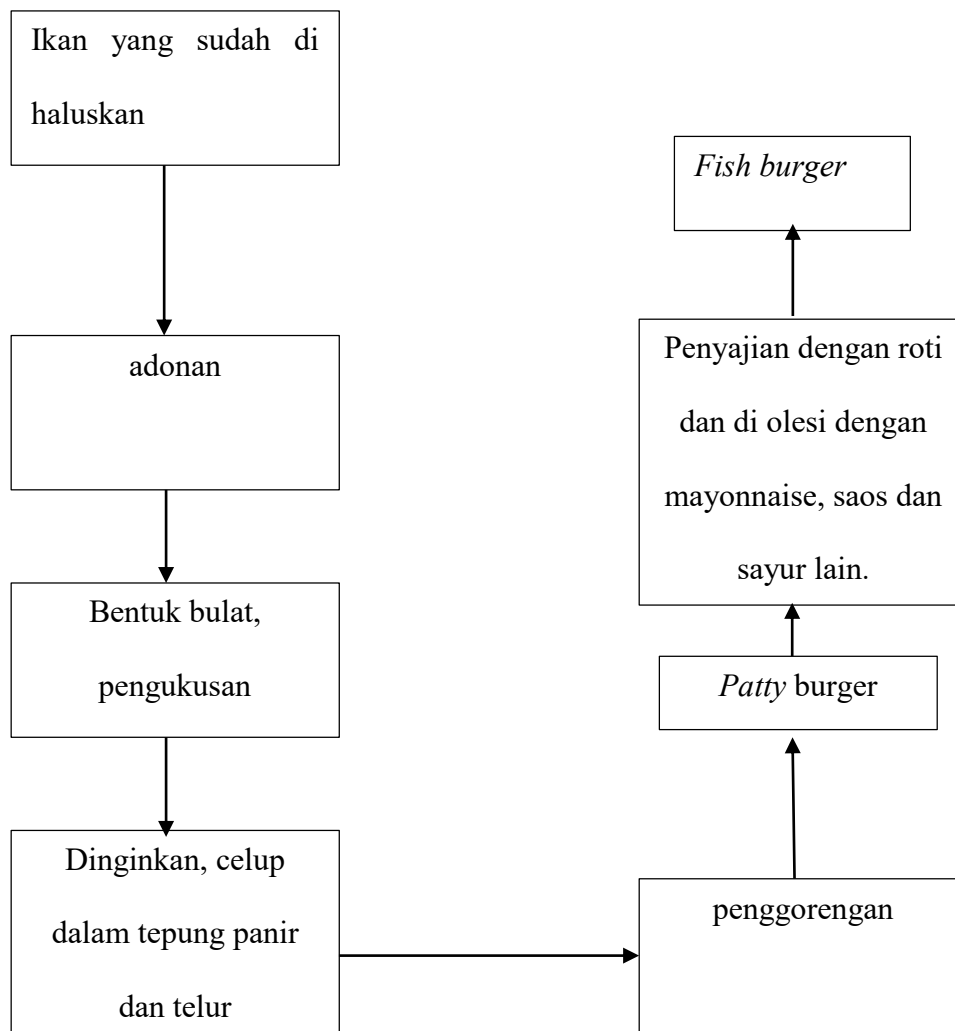 Ikan yang sudah di
haluskan
adonan
Bentuk bulat,
pengukusan
Dinginkan, celup
dalam tepung panir
dan telur
penggorengan
Patty burger
Penyajian dengan roti
dan di olesi dengan
mayonnaise, saos dan
sayur lain.
Fish burger